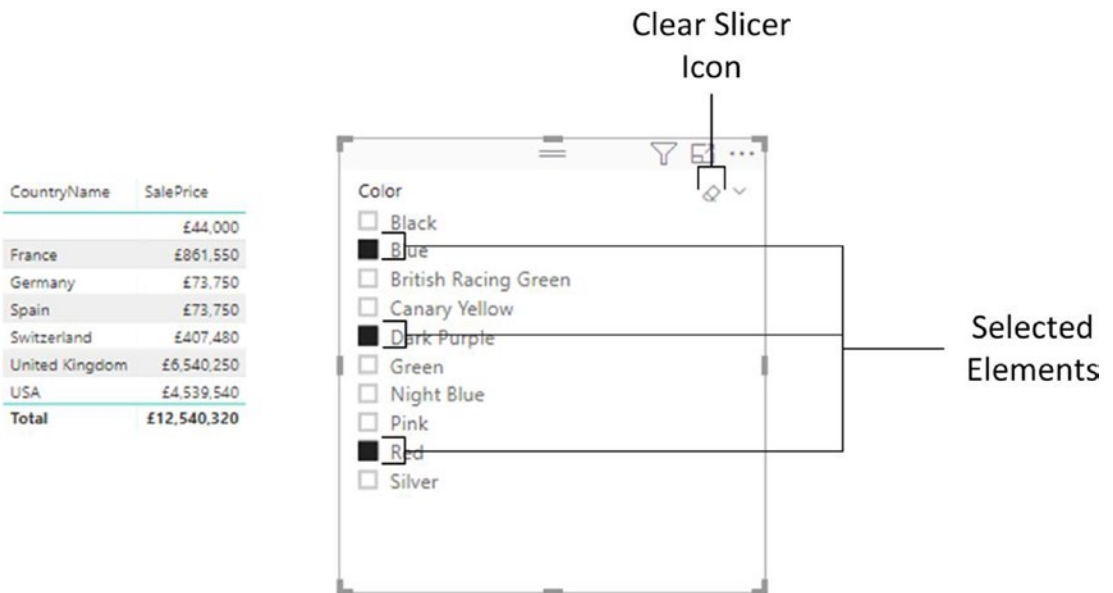 Clear Slicer
Icon
CountryName SalePrice
£44,000
France £861,550
Germany £73,750
Spain £73,750
Switzerland £407,480
United Kingdom £6,540,250
USA £4,539,540
Total £12,540,320
Color
Black
Blue
British Racing Green
Canary Yellow
Dark Purple
Green
Night Blue
Pink
Red
Silver
Selected
Elements